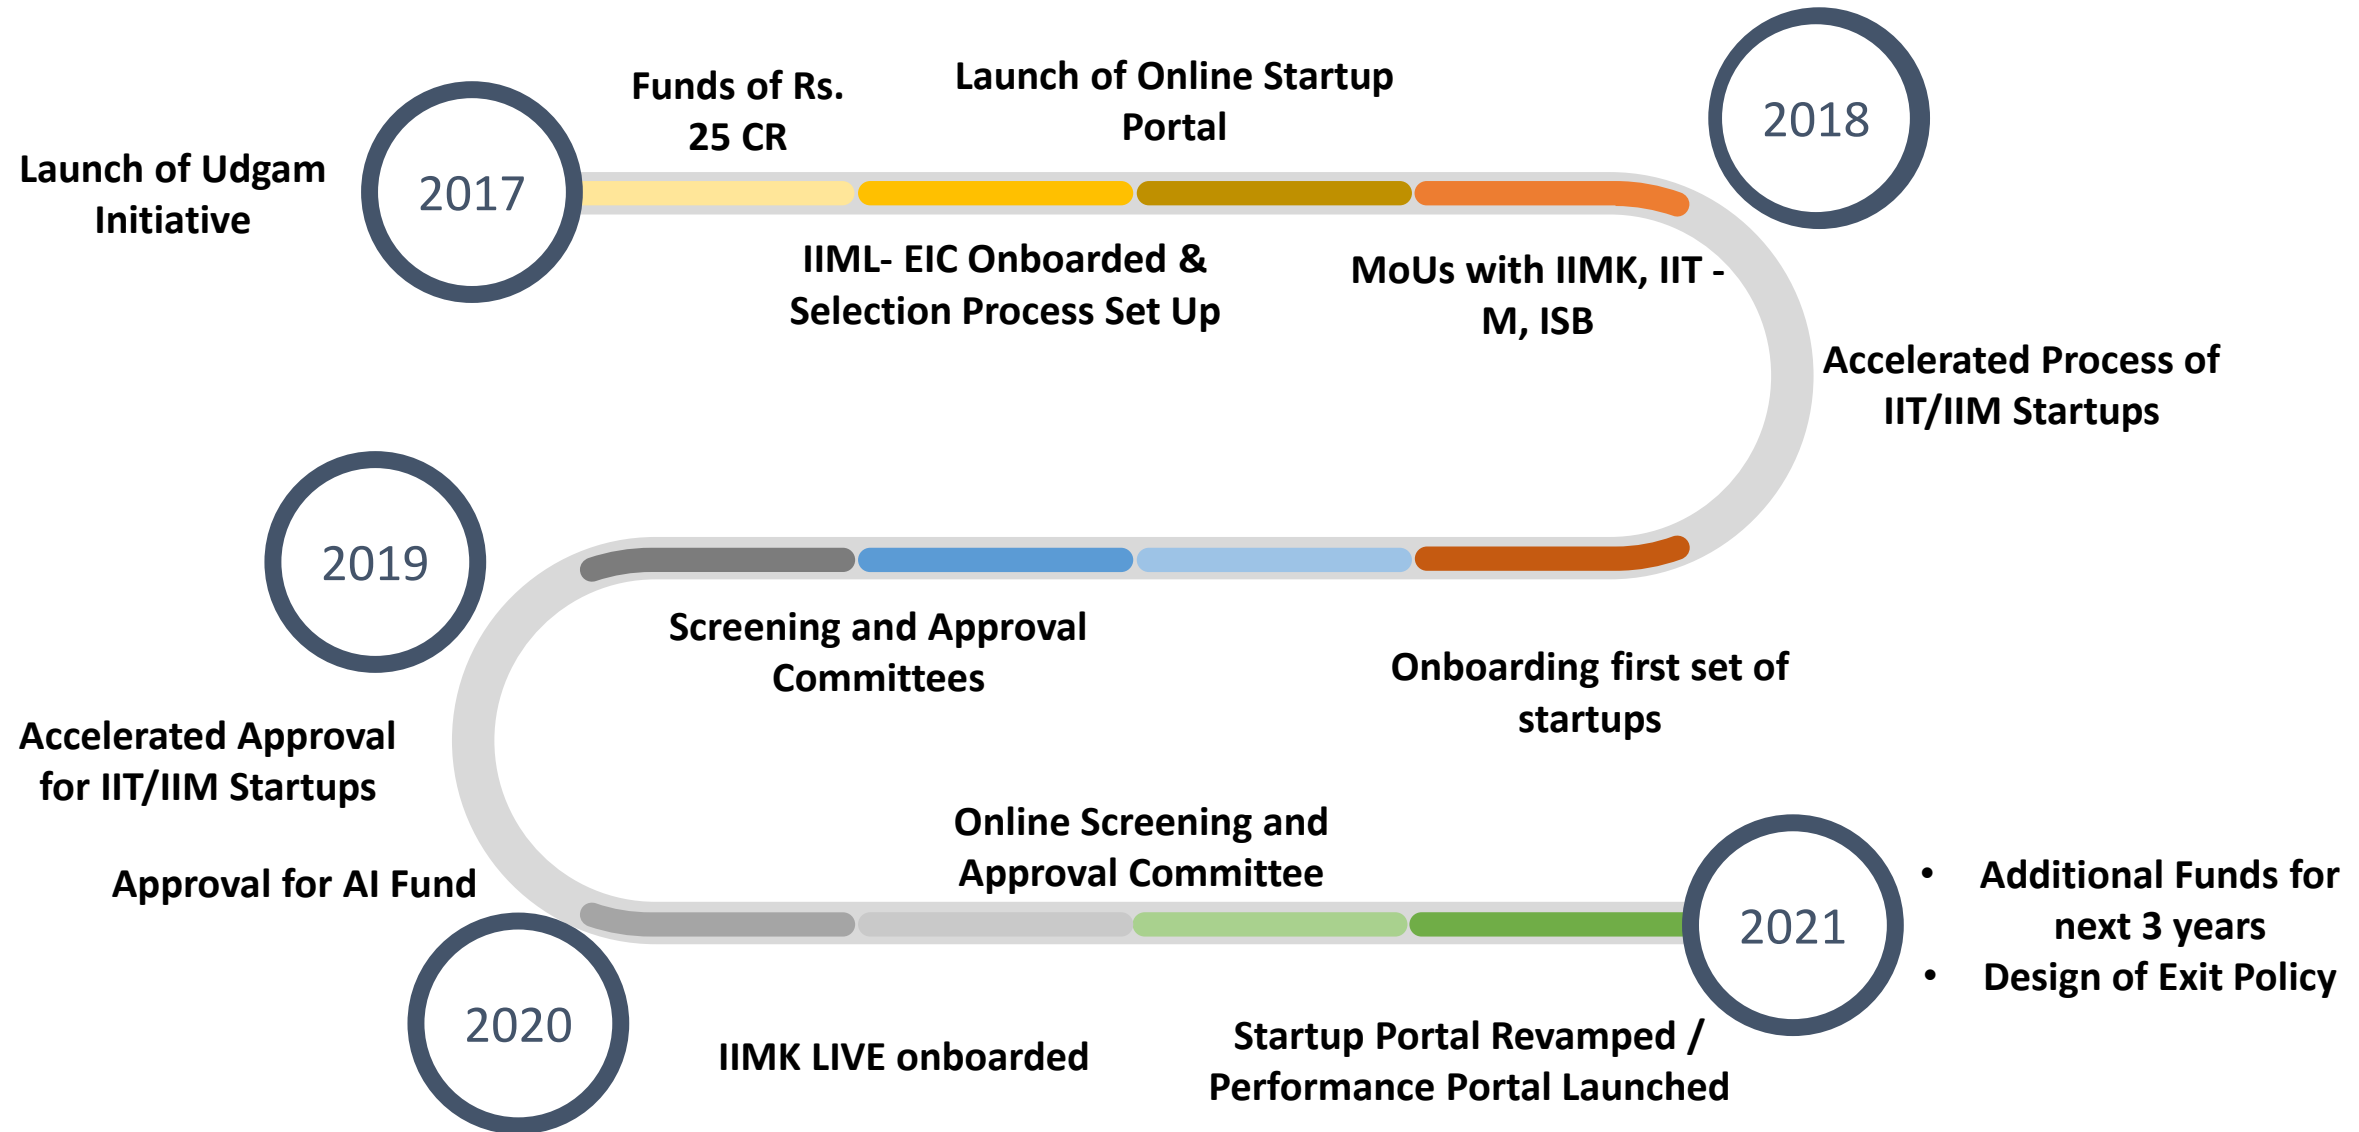 Launch of Udgam
Initiative
2017
Funds of Rs.
25 CR
IIML- EIC Onboarded &
Selection Process Set Up
Launch of Online Startup
Portal
MoUs with IIMK, IIT -
M, ISB
2018
Accelerated Process of
IIT/IIM Startups
Onboarding first set of
startups
Screening and Approval
Committees
2019
Accelerated Approval
for IIT/IIM Startups
Approval for AI Fund
2020
IIMK LIVE onboarded
Online Screening and
Approval Committee
Startup Portal Revamped /
Performance Portal Launched
2021
• Additional Funds for
next 3 years
• Design of Exit Policy